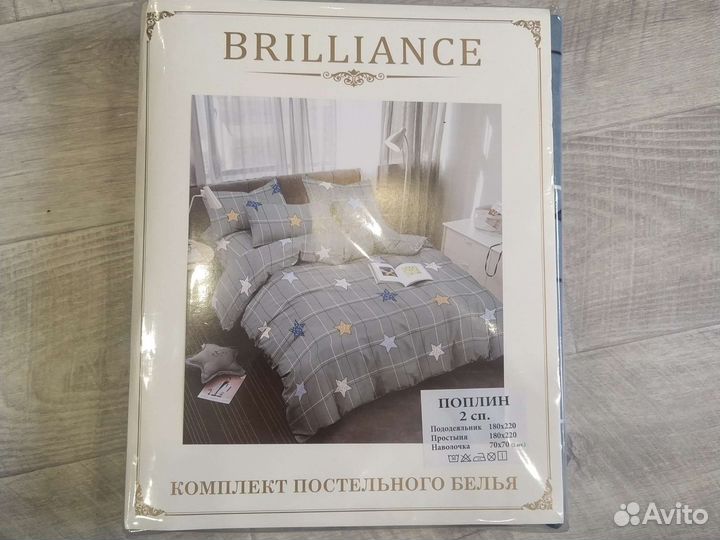 BRILLIANCE
ПОПЛИН
2 сп.
Пододеяльник 180х220
Простыня 180х220
Наволочка 70х70
КОМПЛЕКТ ПОСТЕЛЬНОГО БЕЛЬЯ
Avito